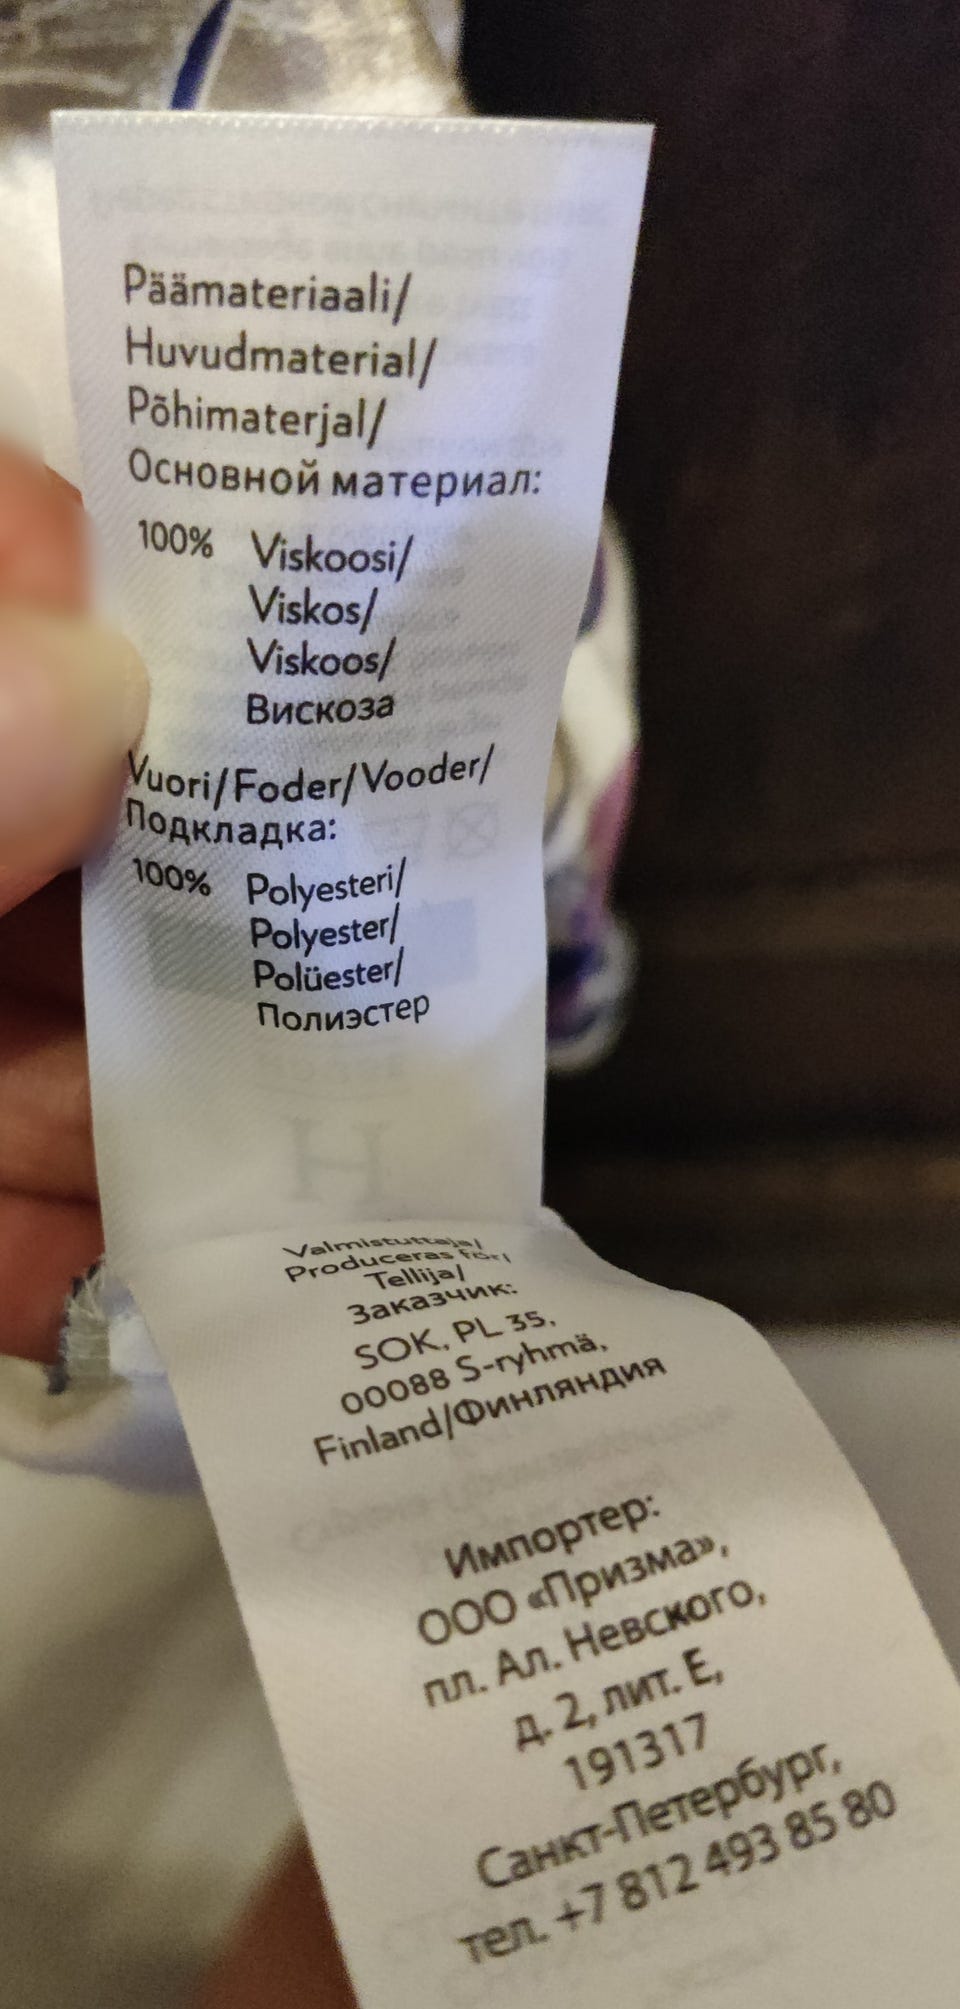 Päämateriaali/
Huvudmaterial/
Põhimaterjal/
Основной материал:
100% Viskoosi/
Viskos/
Viskoos/
Вискоза
Vuori/Foder/Vooder/
Подкладка:
100% Polyesteri/
Polyester/
Polüester/
Полиэстер
Valmistuttaja/
Produceras för/
Tellija/
Заказчик:
SOK, PL 35,
00088 S-ryhmä,
Finland/Финляндия
Импортер:
ООО «Призма»,
пл. Ал. Невского,
д. 2, лит. Е,
191317
Санкт-Петербург,
тел. +7 812 493 85 80